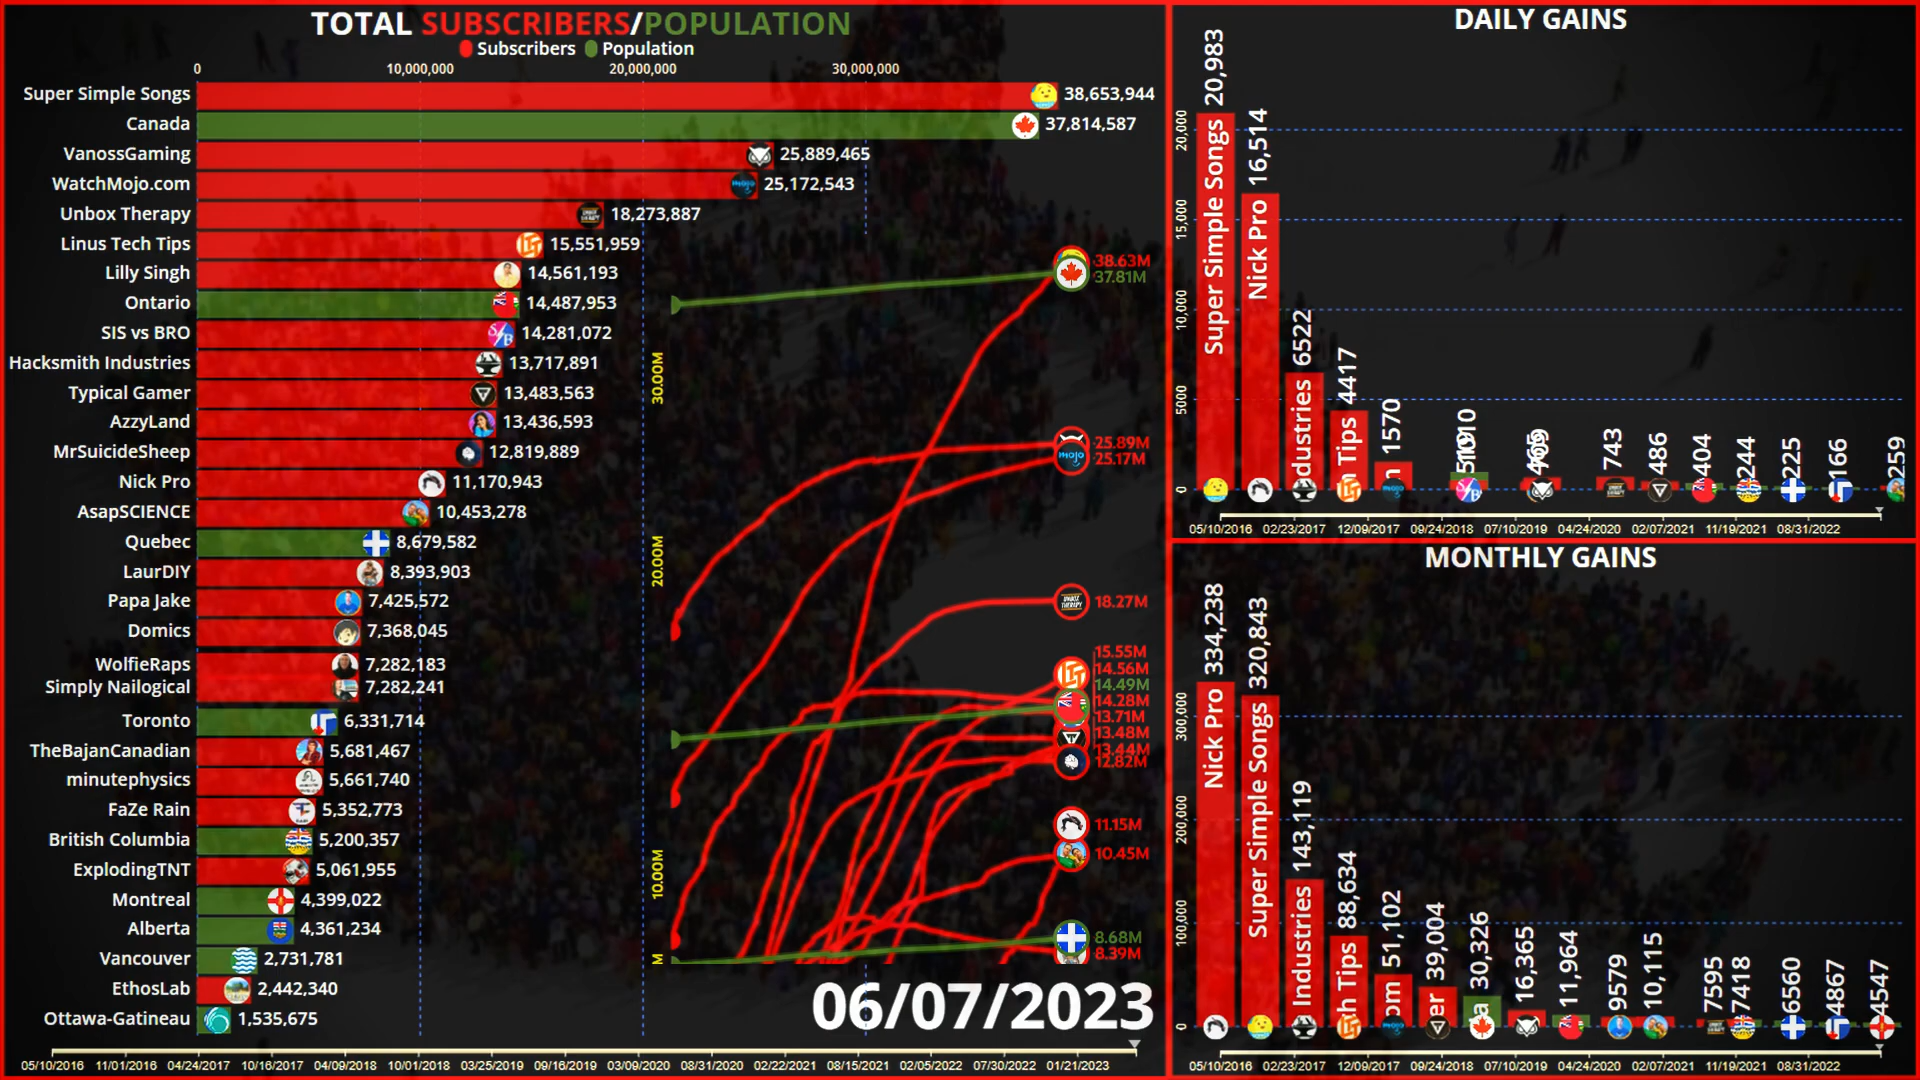 TOTAL SUBSCRIBERS/POPULATION
Subscribers Population
0 10,000,000 20,000,000 30,000,000
Super Simple Songs 38,653,944
Canada 37,814,587
VanossGaming 25,889,465
WatchMojo.com 25,172,543
Unbox Therapy 18,273,887
Linus Tech Tips 15,551,959
Lilly Singh 14,561,193
Ontario 14,487,953
SIS vs BRO 14,281,072
Hacksmith Industries 13,717,891
Typical Gamer 13,483,563
AzzyLand 13,436,593
MrSuicideSheep 12,819,889
Nick Pro 11,170,943
AsapSCIENCE 10,453,278
Quebec 8,679,582
LaurDIY 8,393,903
Papa Jake 7,425,572
Domics 7,368,045
WolfieRaps 7,282,183
Simply Nailogical 7,282,241
Toronto 6,331,714
TheBajanCanadian 5,681,467
minutephysics 5,661,740
FaZe Rain 5,352,773
British Columbia 5,200,357
ExplodingTNT 5,061,955
Montreal 4,399,022
Alberta 4,361,234
Vancouver 2,731,781
EthosLab 2,442,340
Ottawa-Gatineau 1,535,675
30.00M
20.00M
10.00M
M
38.63M
37.81M
25.89M
25.17M
18.27M
15.55M
14.56M
14.49M
14.28M
13.71M
13.48M
13.44M
12.82M
11.15M
10.45M
8.68M
8.39M
06/07/2023
05/10/2016 11/01/2016 04/24/2017 10/16/2017 04/09/2018 10/01/2018 03/25/2019 09/16/2019 03/09/2020 08/31/2020 02/22/2021 08/15/2021 02/05/2022 07/30/2022 01/21/2023
DAILY GAINS
20,000
15,000
10,000
5000
0
Super Simple Songs 20,983
Nick Pro 16,514
dustries 6522
Tips 4417
1570
743
486
404
244
225
166
259
05/10/2016 02/23/2017 12/09/2017 09/24/2018 07/10/2019 04/24/2020 02/07/2021 11/19/2021 08/31/2022
MONTHLY GAINS
300,000
200,000
100,000
0
Nick Pro 334,238
Super Simple Songs 320,843
Industries 143,119
h Tips 88,634
om 51,102
er 39,004
a 30,326
16,365
11,964
9579
10,115
7595
7418
6560
4867
4547
05/10/2016 02/23/2017 12/09/2017 09/24/2018 07/10/2019 04/24/2020 02/07/2021 11/19/2021 08/31/2022